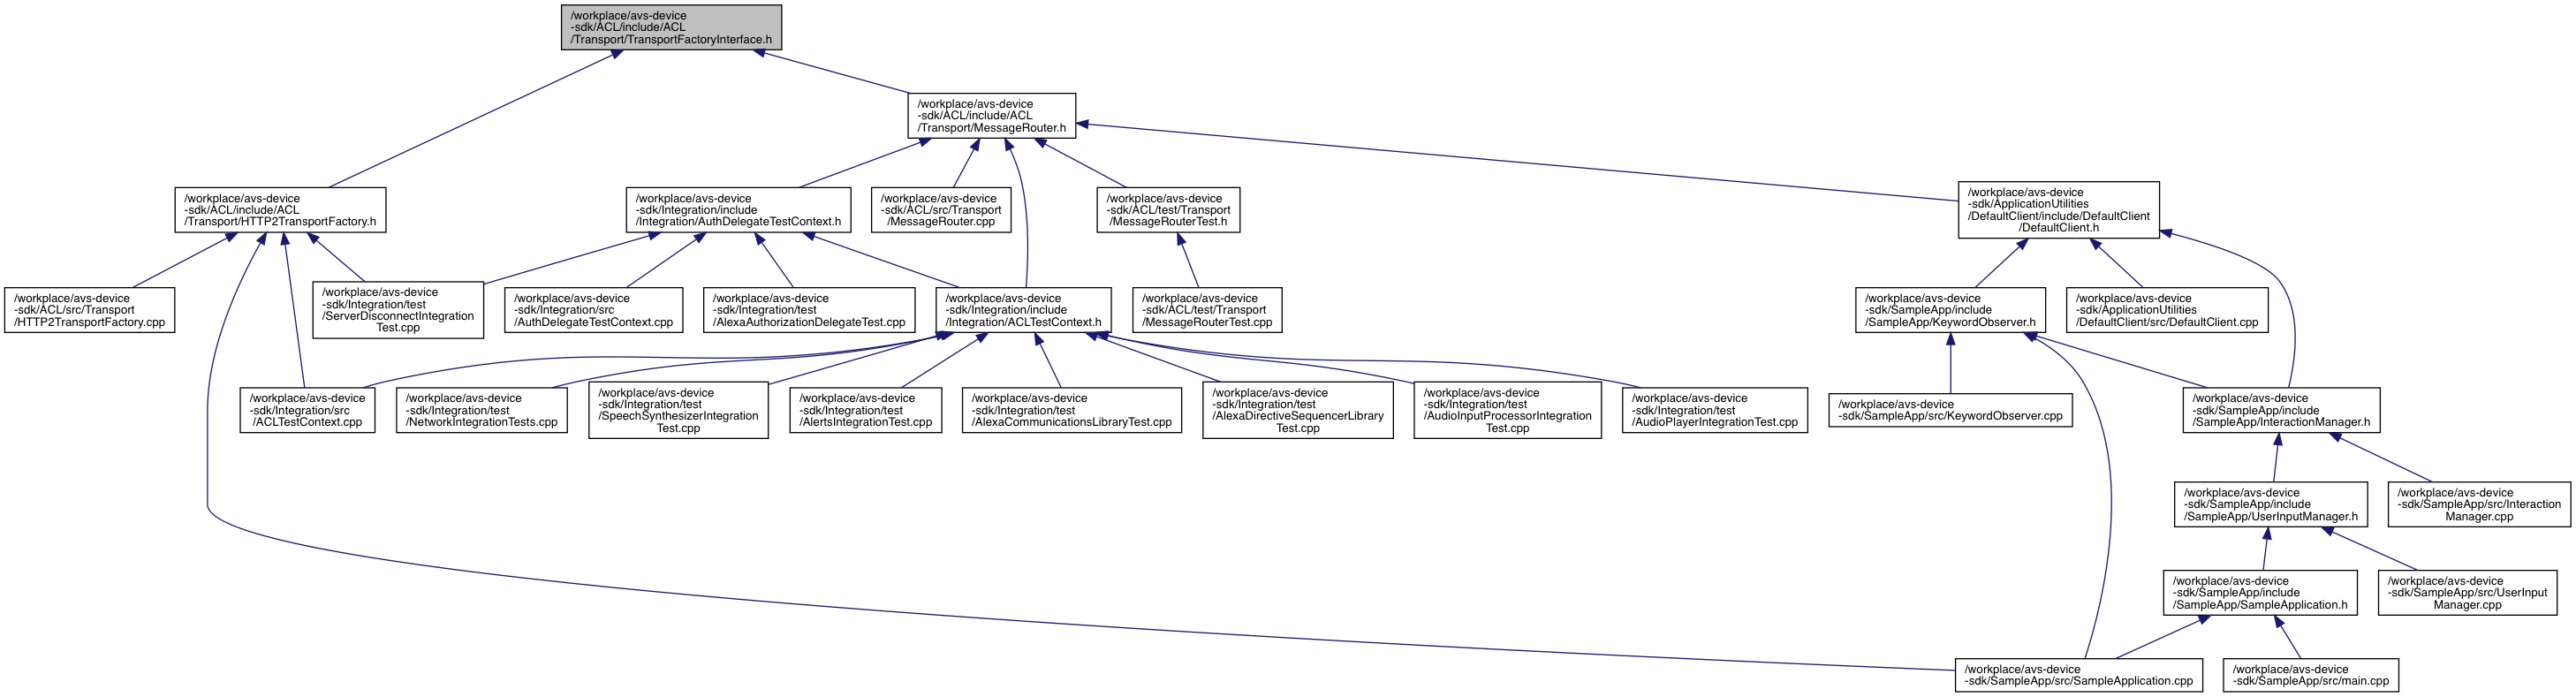 /workplace/avs-device
-sdk/ACL/include/ACL
/Transport/TransportFactoryInterface.h
/workplace/avs-device
-sdk/ACL/include/ACL
/Transport/MessageRouter.h
/workplace/avs-device
-sdk/ACL/include/ACL
/Transport/HTTP2TransportFactory.h
/workplace/avs-device
-sdk/Integration/include
/Integration/AuthDelegateTestContext.h
/workplace/avs-device
-sdk/ACL/src/Transport
/MessageRouter.cpp
/workplace/avs-device
-sdk/ACL/test/Transport
/MessageRouterTest.h
/workplace/avs-device
-sdk/ApplicationUtilities
/DefaultClient/include/DefaultClient
/DefaultClient.h
/workplace/avs-device
-sdk/ACL/src/Transport
/HTTP2TransportFactory.cpp
/workplace/avs-device
-sdk/Integration/test
/ServerDisconnectIntegration
Test.cpp
/workplace/avs-device
-sdk/Integration/src
/AuthDelegateTestContext.cpp
/workplace/avs-device
-sdk/Integration/test
/AlexaAuthorizationDelegateTest.cpp
/workplace/avs-device
-sdk/Integration/include
/Integration/ACLTestContext.h
/workplace/avs-device
-sdk/ACL/test/Transport
/MessageRouterTest.cpp
/workplace/avs-device
-sdk/SampleApp/include
/SampleApp/KeywordObserver.h
/workplace/avs-device
-sdk/ApplicationUtilities
/DefaultClient/src/DefaultClient.cpp
/workplace/avs-device
-sdk/Integration/src
/ACLTestContext.cpp
/workplace/avs-device
-sdk/Integration/test
/NetworkIntegrationTests.cpp
/workplace/avs-device
-sdk/Integration/test
/SpeechSynthesizerIntegration
Test.cpp
/workplace/avs-device
-sdk/Integration/test
/AlertsIntegrationTest.cpp
/workplace/avs-device
-sdk/Integration/test
/AlexaCommunicationsLibraryTest.cpp
/workplace/avs-device
-sdk/Integration/test
/AlexaDirectiveSequencerLibrary
Test.cpp
/workplace/avs-device
-sdk/Integration/test
/AudioInputProcessorIntegration
Test.cpp
/workplace/avs-device
-sdk/Integration/test
/AudioPlayerIntegrationTest.cpp
/workplace/avs-device
-sdk/SampleApp/src/KeywordObserver.cpp
/workplace/avs-device
-sdk/SampleApp/include
/SampleApp/InteractionManager.h
/workplace/avs-device
-sdk/SampleApp/include
/SampleApp/UserInputManager.h
/workplace/avs-device
-sdk/SampleApp/src/Interaction
Manager.cpp
/workplace/avs-device
-sdk/SampleApp/include
/SampleApp/SampleApplication.h
/workplace/avs-device
-sdk/SampleApp/src/UserInput
Manager.cpp
/workplace/avs-device
-sdk/SampleApp/src/SampleApplication.cpp
/workplace/avs-device
-sdk/SampleApp/src/main.cpp